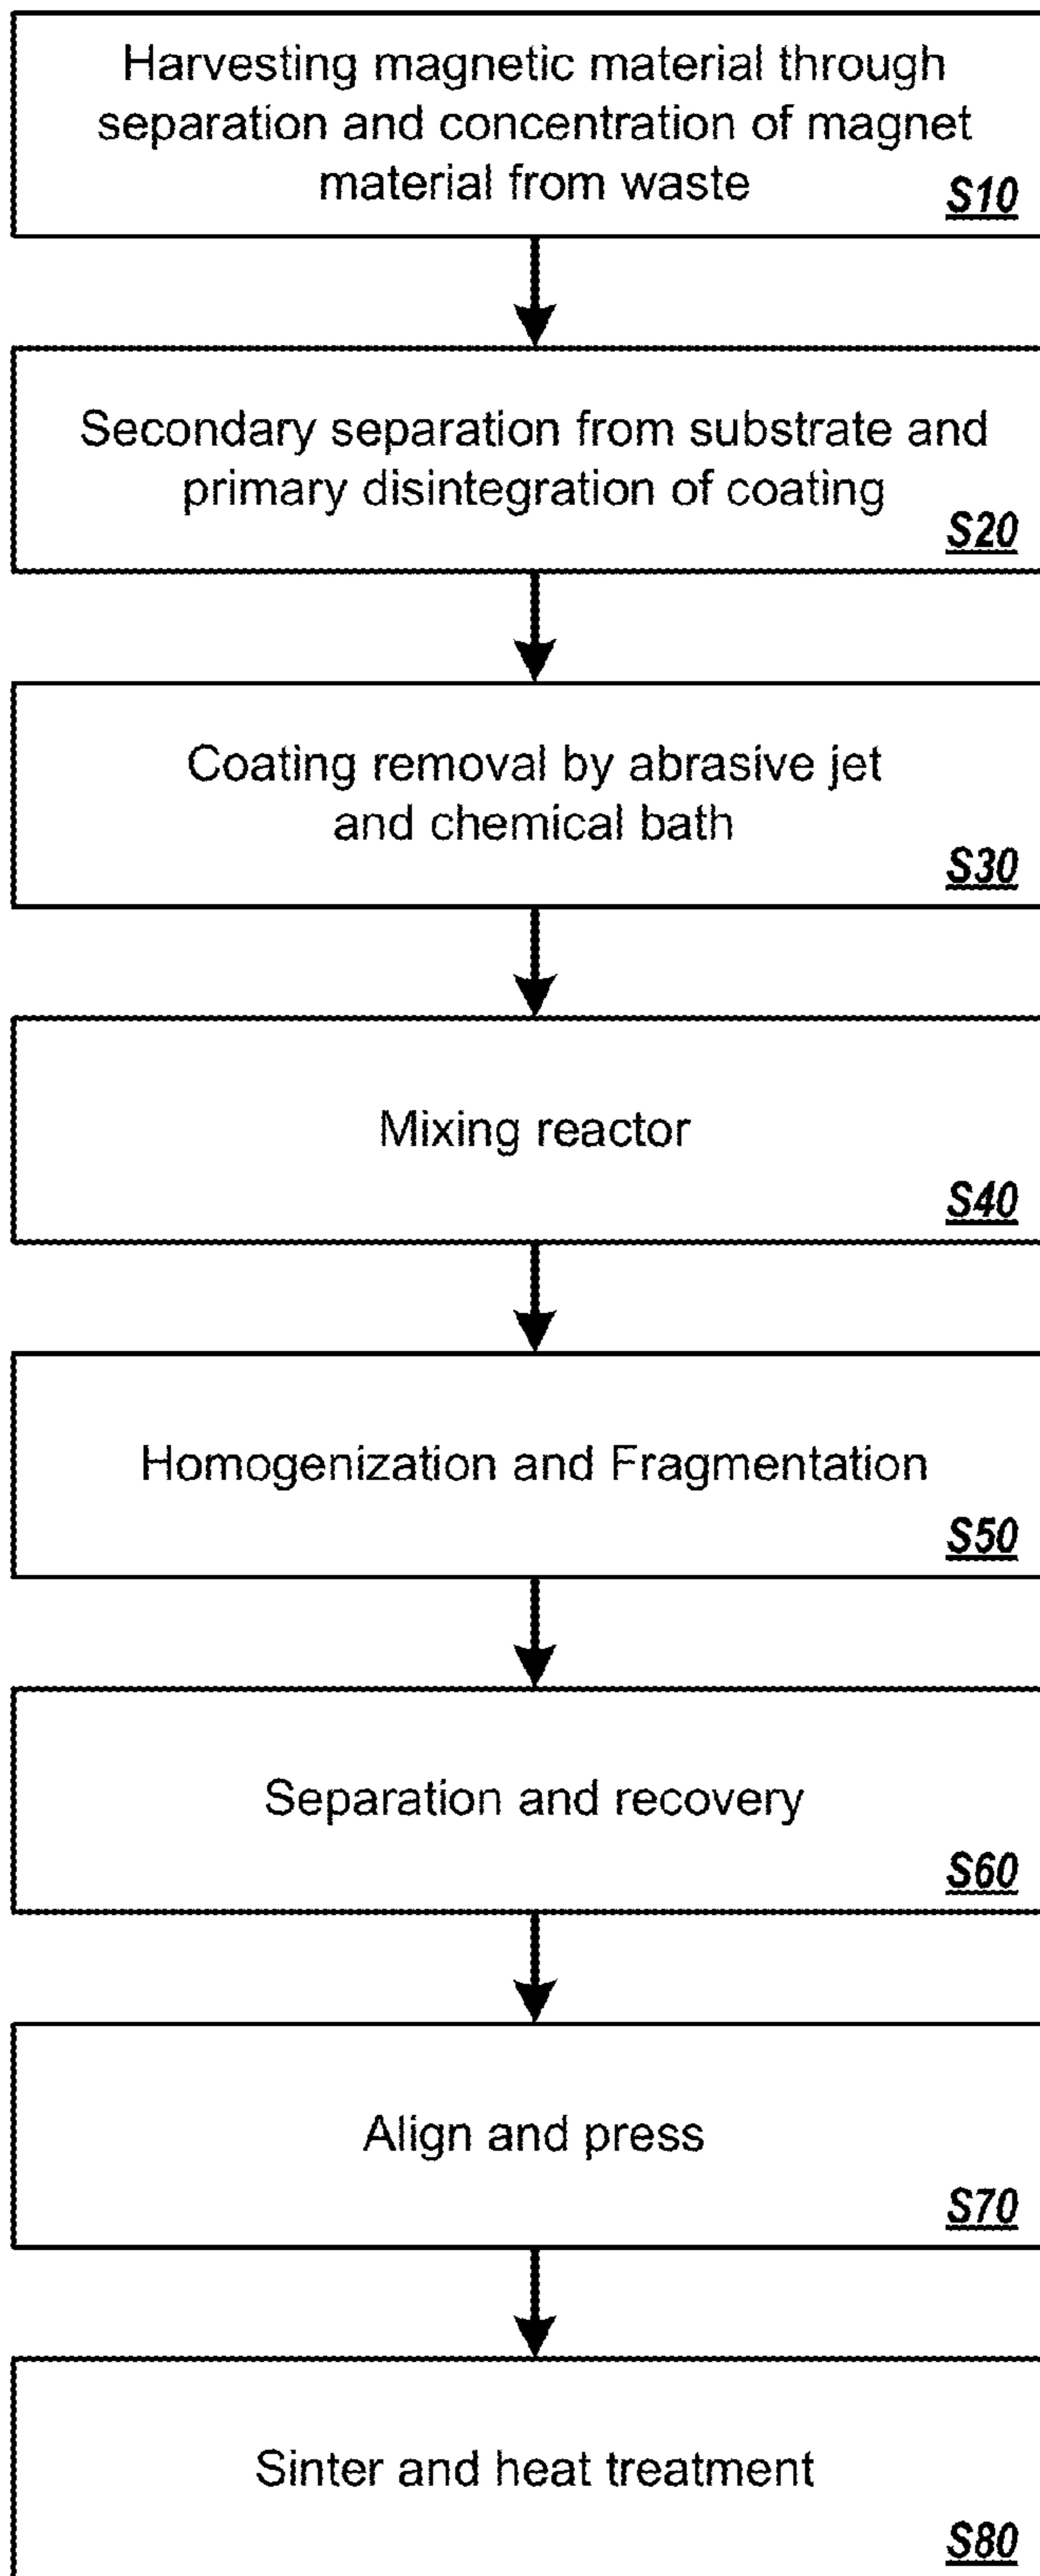 Harvesting magnetic material through
separation and concentration of magnet
material from waste
S10
Secondary separation from substrate and
primary disintegration of coating
S20
Coating removal by abrasive jet
and chemical bath
S30
Mixing reactor
S40
Homogenization and Fragmentation
S50
Separation and recovery
S60
Align and press
S70
Sinter and heat treatment
S80